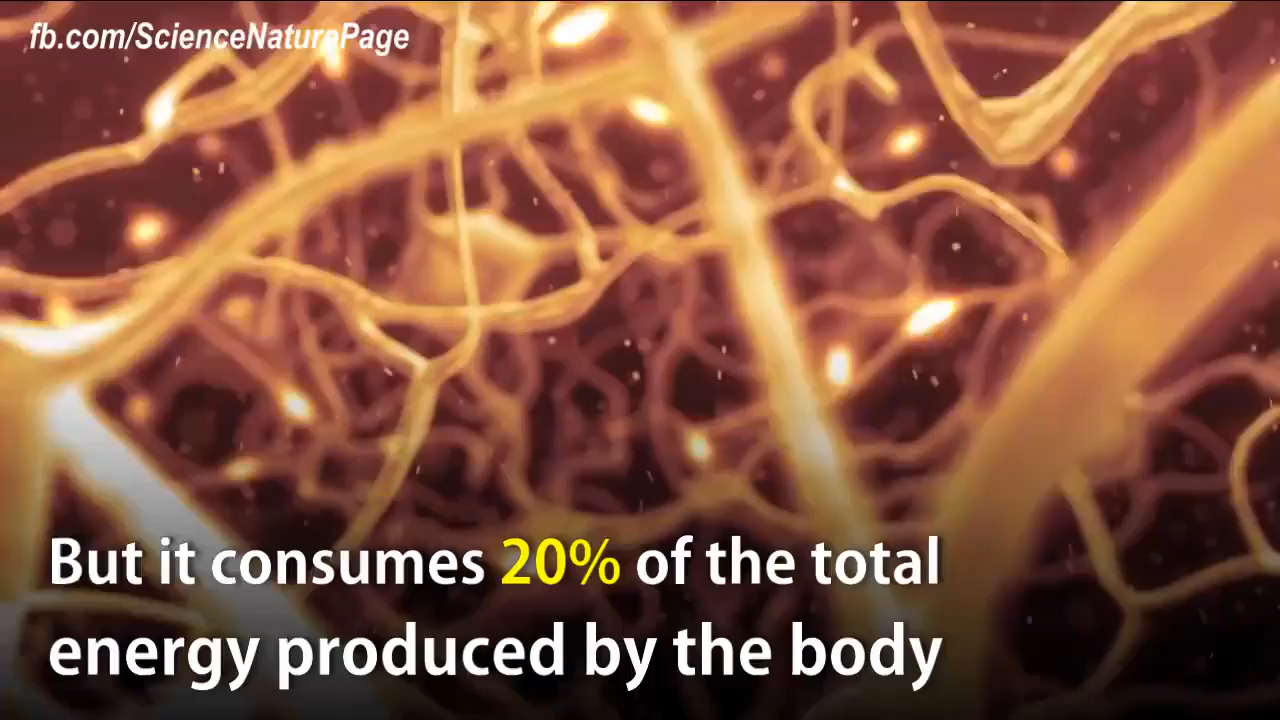 fb.com/ScienceNaturePage
But it consumes 20% of the total
energy produced by the body